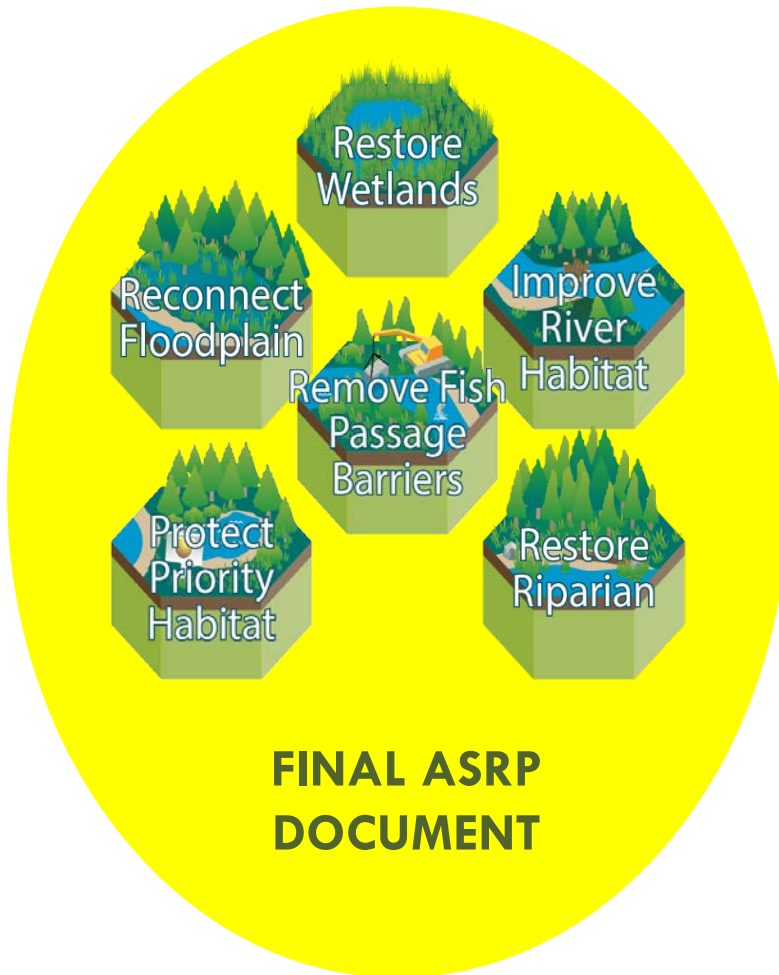 Restore
Wetlands
Reconnect
Floodplain
Improve
River
Habitat
Remove Fish
Passage
Barriers
Protect
Priority
Habitat
Restore
Riparian
FINAL ASRP
DOCUMENT